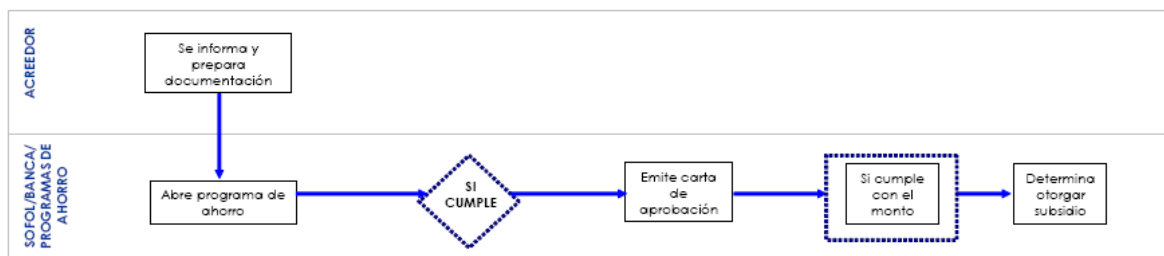 ACREEDOR
Se informa y
prepara
documentación
SOFOL/BANCA/
PROGRAMAS DE
AHORRO
Abre programa de
ahorro
SI
CUMPLE
Emite carta
de
aprobación
Si cumple
con el
monto
Determina
otorgar
subsidio